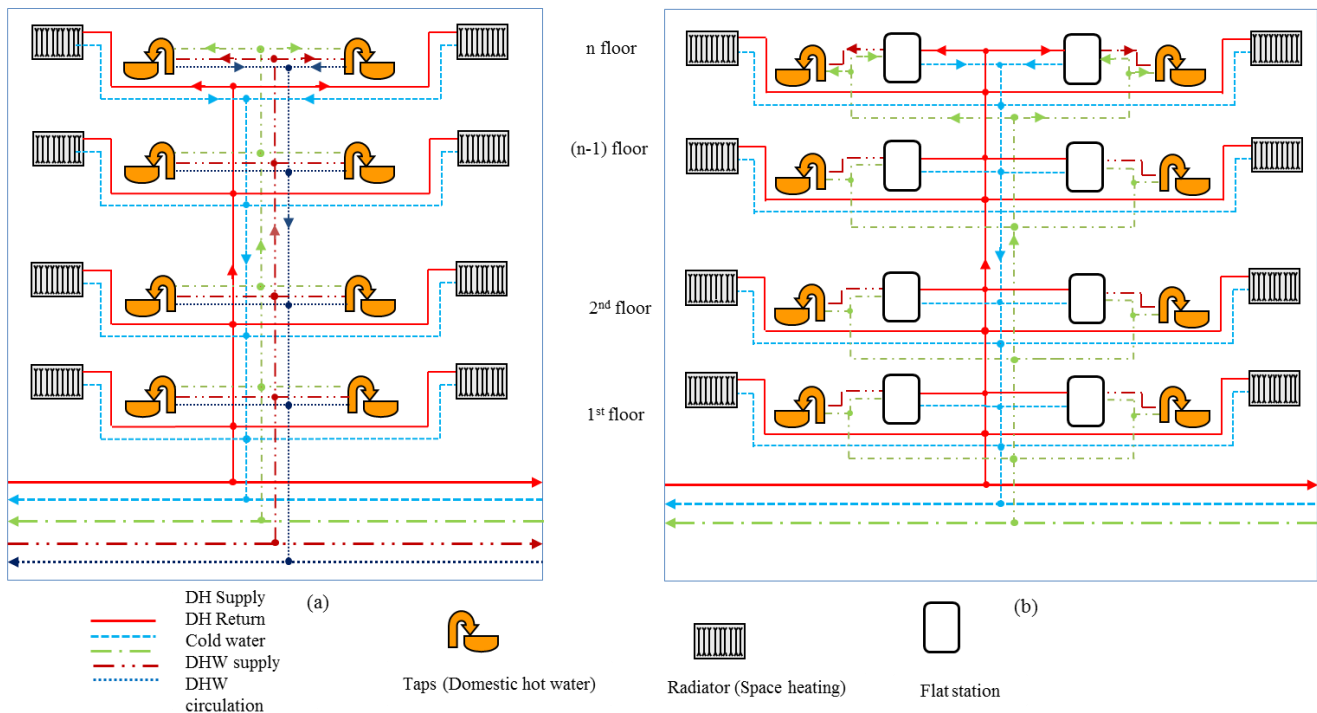 n floor
(n-1) floor
2nd floor
1st floor
(a)
(b)
DH Supply
DH Return
Cold water
DHW supply
DHW
circulation
Taps (Domestic hot water)
Radiator (Space heating)
Flat station